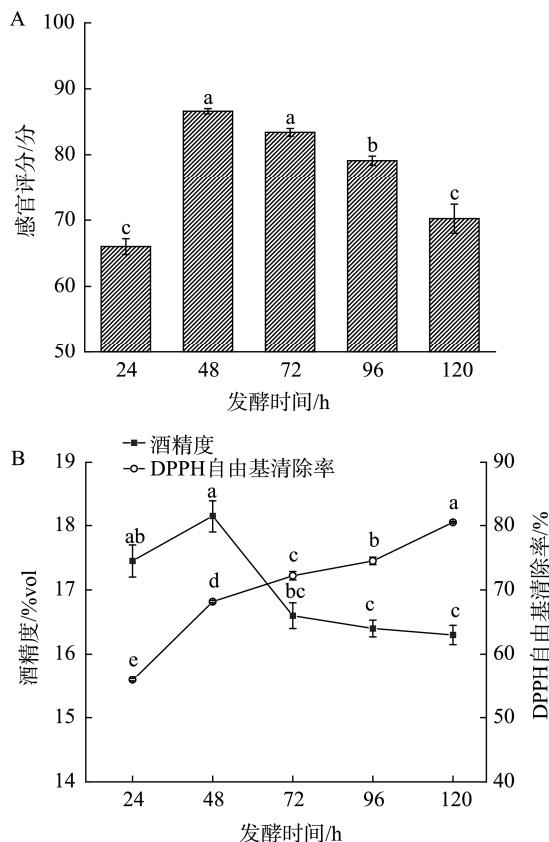 A
100
90
80
70
60
50
感官评分/分
c
a
a
b
c
24 48 72 96 120
发酵时间/h
B
酒精度
DPPH自由基清除率
19
18
17
16
15
14
酒精度/%vol
90
80
70
60
50
40
DPPH自由基清除率/%
ab
a
bc
c
c
e
d
c
b
a
24 48 72 96 120
发酵时间/h